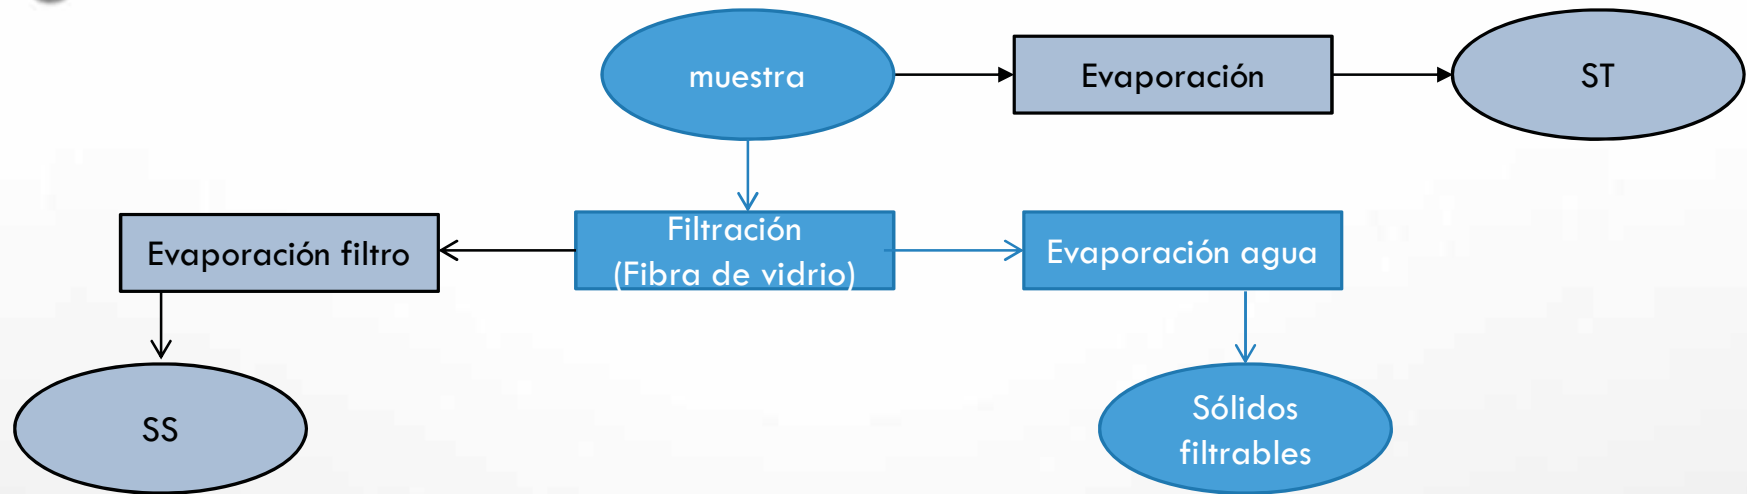 muestra
Evaporación
ST
Evaporación filtro
Filtración
(Fibra de vidrio)
Evaporación agua
SS
Sólidos
filtrables